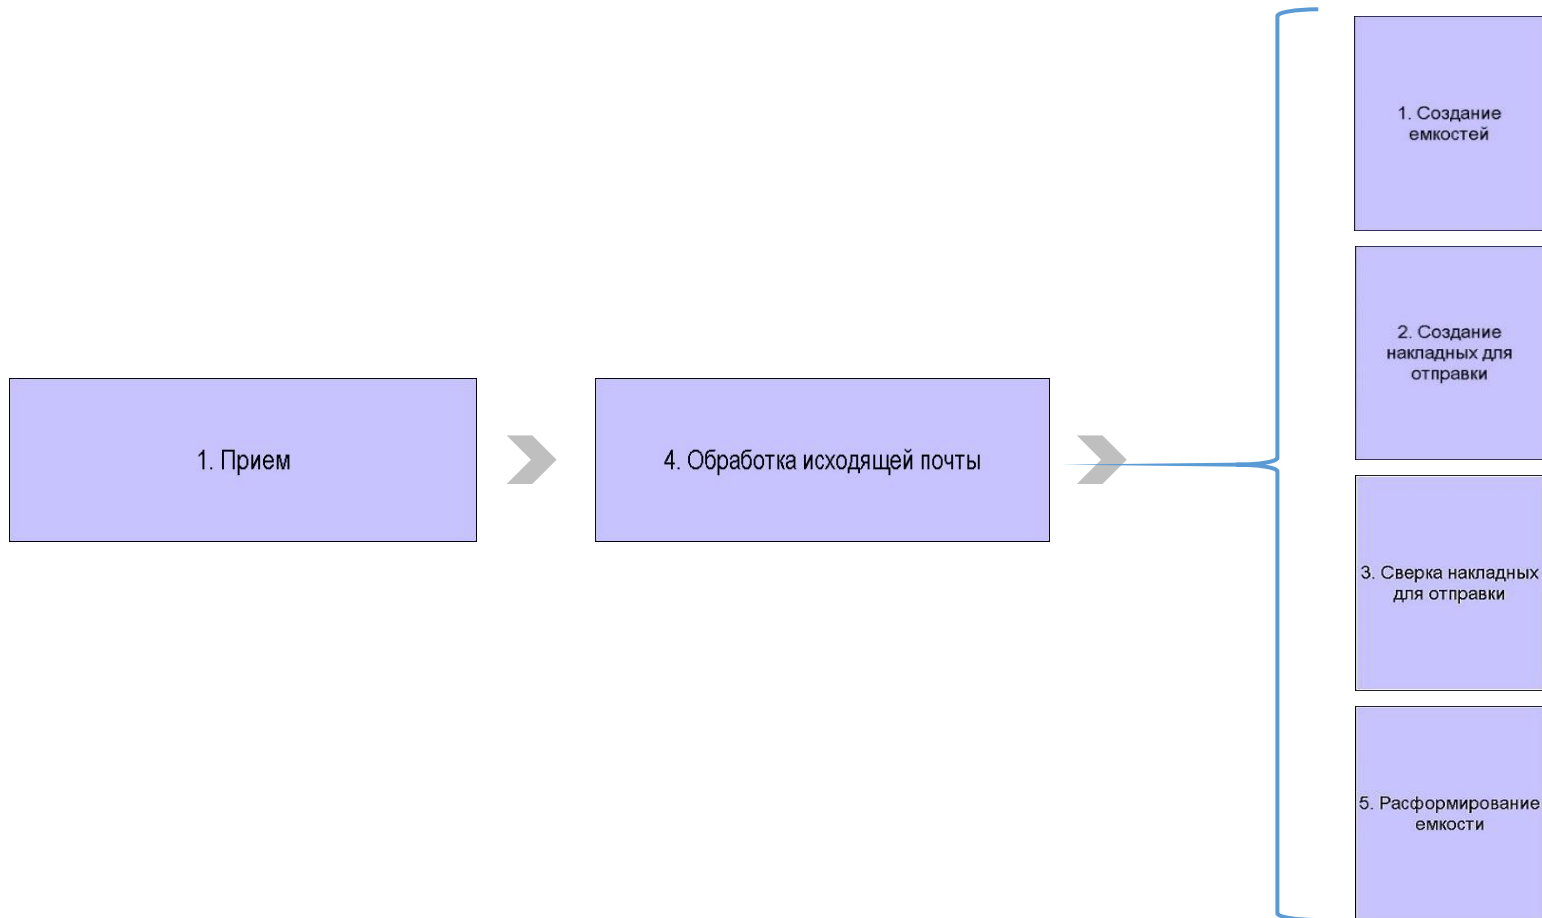 1. Прием
4. Обработка исходящей почты
1. Создание
емкостей
2. Создание
накладных для
отправки
3. Сверка накладных
для отправки
5. Расформирование
емкости